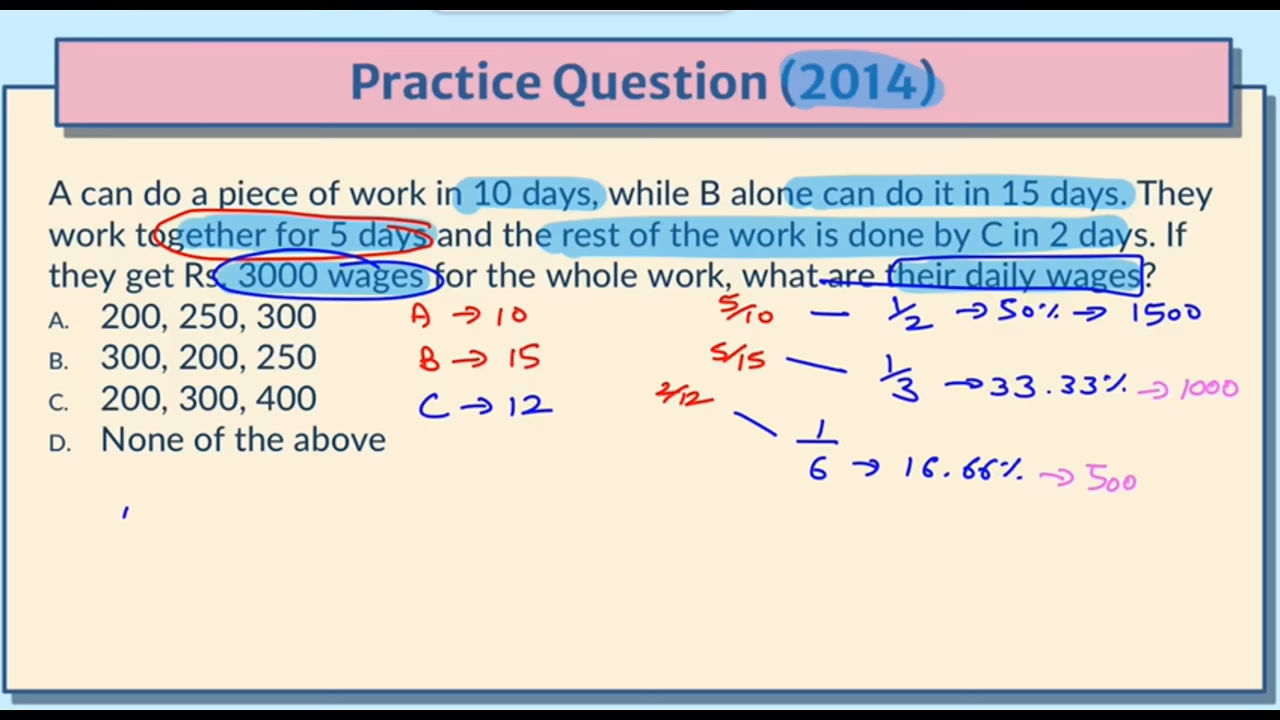 Practice Question (2014)
A can do a piece of work in 10 days, while B alone can do it in 15 days. They
work together for 5 days and the rest of the work is done by C in 2 days. If
they get Rs. 3000 wages for the whole work, what are their daily wages?
A. 200, 250, 300
B. 300, 200, 250
C. 200, 300, 400
D. None of the above
A → 10 5/10 — 1/2 → 50% → 1500
B → 15 5/15 — 1/3 → 33.33% → 1000
C → 12 2/12 — 1/6 → 16.66% → 500